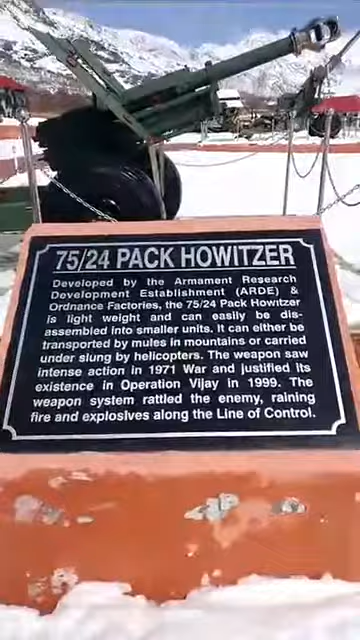 75/24 PACK HOWITZER
Developed by the Armament Research
Development Establishment (ARDE) &
Ordnance Factories, the 75/24 Pack Howitzer
is light weight and can easily be dis-
assembled into smaller units. It can either be
transported by mules in mountains or carried
under slung by helicopters. The weapon saw
intense action in 1971 War and justified its
existence in Operation Vijay in 1999. The
weapon system rattled the enemy, raining
fire and explosives along the Line of Control.